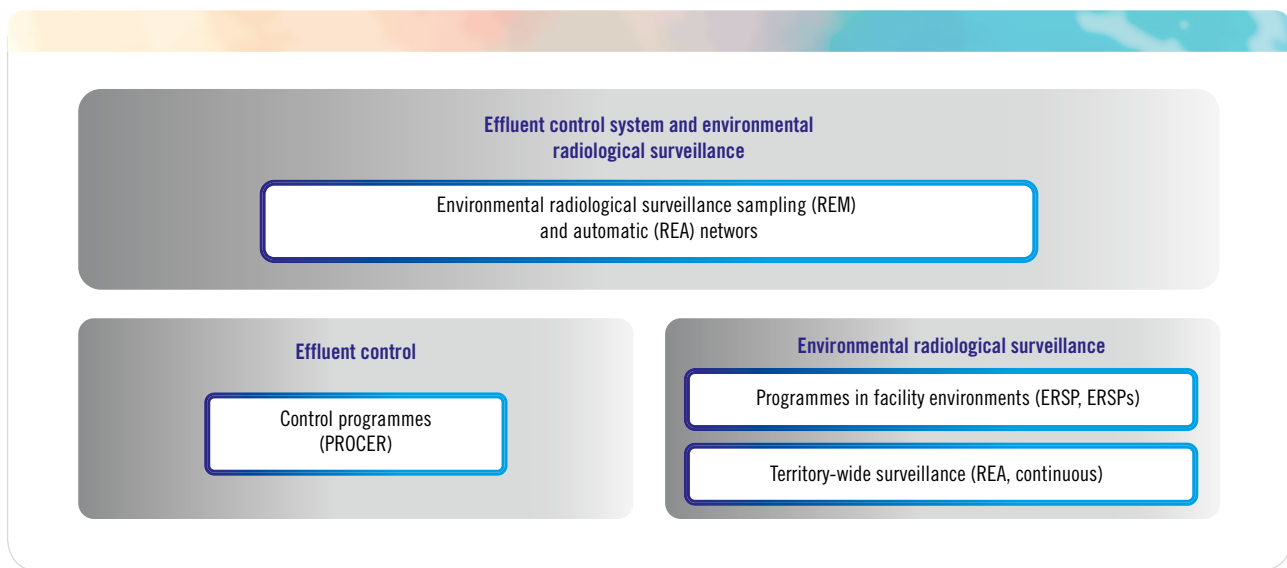 Effluent control system and environmental
radiological surveillance
Environmental radiological surveillance sampling (REM)
and automatic (REA) networs
Effluent control
Control programmes
(PROCER)
Environmental radiological surveillance
Programmes in facility environments (ERSP, ERSPs)
Territory-wide surveillance (REA, continuous)